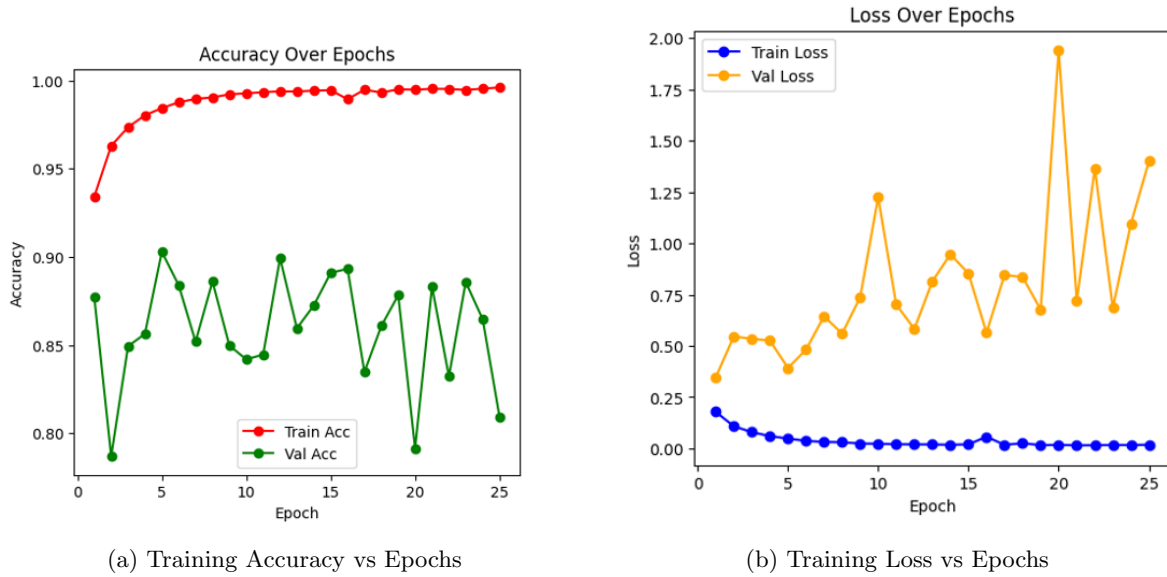 Accuracy Over Epochs
1.00
0.95
0.90
0.85
0.80
Accuracy
Train Acc
Val Acc
0 5 10 15 20 25
Epoch
(a) Training Accuracy vs Epochs
Loss Over Epochs
2.00
1.75
1.50
1.25
1.00
0.75
0.50
0.25
0.00
Loss
Train Loss
Val Loss
0 5 10 15 20 25
Epoch
(b) Training Loss vs Epochs